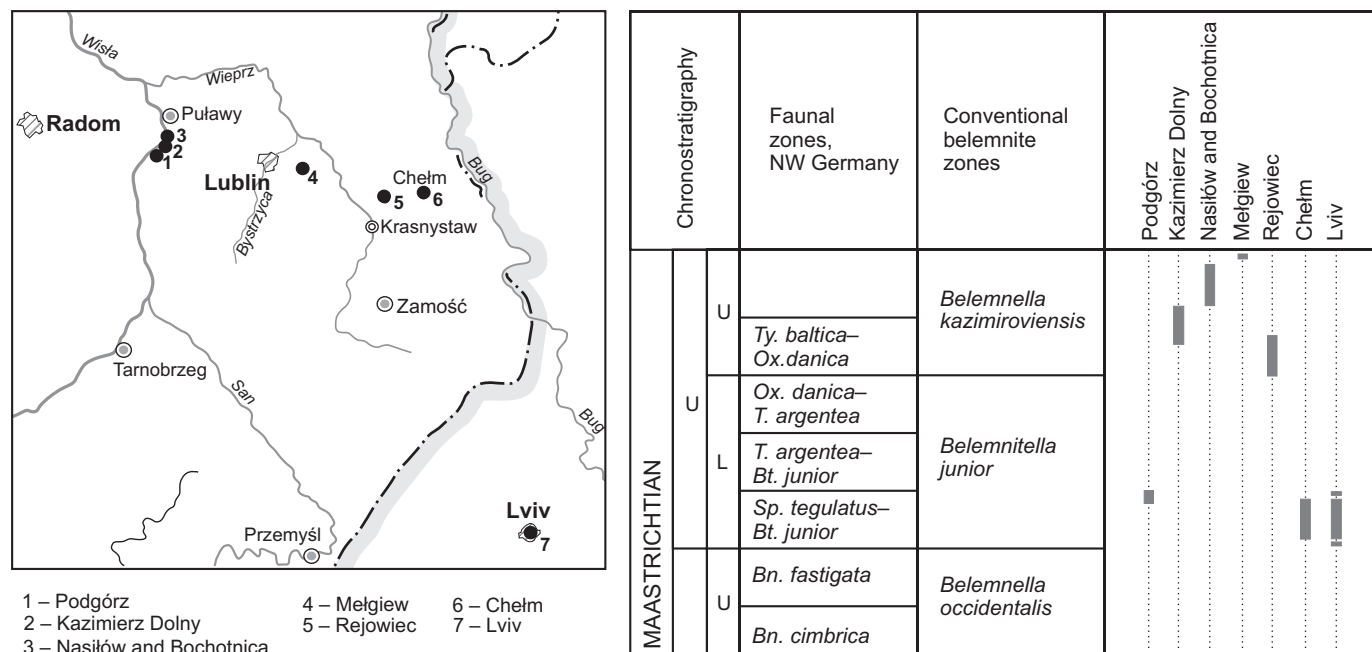 Wisła
Wieprz
Puławy
Radom
3
2
1
Lublin
4
Chełm
5
6
Bug
Krasnystaw
Bystrzyca
Zamość
Tarnobrzeg
San
Bug
Lviv
7
Przemyśl
1 – Podgórz
2 – Kazimierz Dolny
3 – Nasiłów and Bochotnica
4 – Mełgiew
5 – Rejowiec
6 – Chełm
7 – Lviv
Chronostratigraphy
Faunal
zones,
NW Germany
Conventional
belemnite
zones
Podgórz
Kazimierz Dolny
Nasiłów and Bochotnica
Mełgiew
Rejowiec
Chełm
Lviv
MAASTRICHTIAN
U
U
Ty. baltica–
Ox.danica
Belemnella
kazimiroviensis
L
Ox. danica–
T. argentea
T. argentea–
Bt. junior
Sp. tegulatus–
Bt. junior
Belemnitella
junior
U
Bn. fastigata
Bn. cimbrica
Belemnella
occidentalis